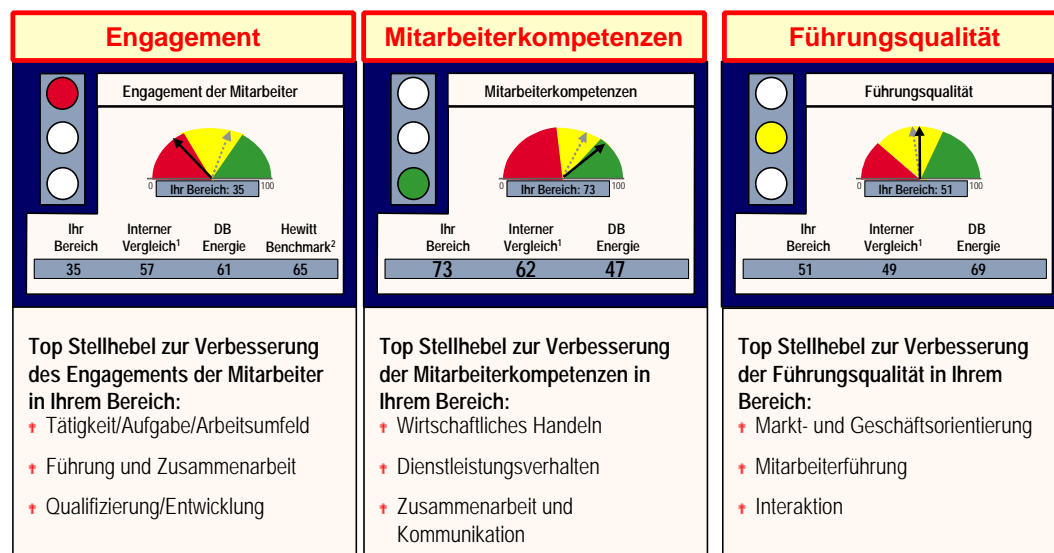 Engagement
Engagement der Mitarbeiter
0
100
Ihr Bereich: 35
Ihr Interner DB Hewitt
Bereich Vergleich¹ Energie Benchmark²
35 57 61 65
Top Stellhebel zur Verbesserung
des Engagements der Mitarbeiter
in Ihrem Bereich:
Tätigkeit/Aufgabe/Arbeitsumfeld
Führung und Zusammenarbeit
Qualifizierung/Entwicklung
Mitarbeiterkompetenzen
Mitarbeiterkompetenzen
0
100
Ihr Bereich: 73
Ihr Interner DB
Bereich Vergleich¹ Energie
73 62 47
Top Stellhebel zur Verbesserung
der Mitarbeiterkompetenzen in
Ihrem Bereich:
Wirtschaftliches Handeln
Dienstleistungsverhalten
Zusammenarbeit und
Kommunikation
Führungsqualität
Führungsqualität
0
100
Ihr Bereich: 51
Ihr Interner DB
Bereich Vergleich¹ Energie
51 49 69
Top Stellhebel zur Verbesserung
der Führungsqualität in Ihrem
Bereich:
Markt- und Geschäftsorientierung
Mitarbeiterführung
Interaktion